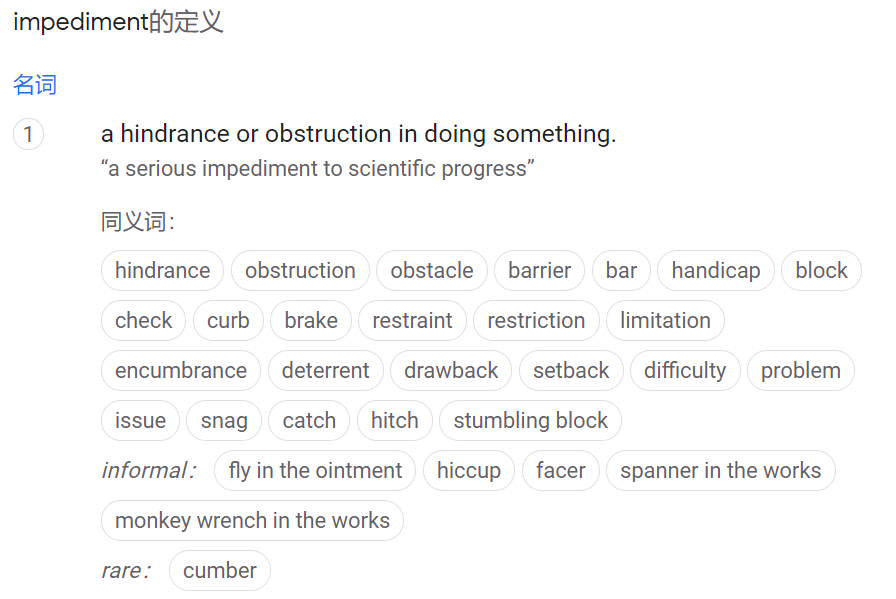 impediment的定义
名词
1 a hindrance or obstruction in doing something.
“a serious impediment to scientific progress”
同义词：
hindrance obstruction obstacle barrier bar handicap block
check curb brake restraint restriction limitation
encumbrance deterrent drawback setback difficulty problem
issue snag catch hitch stumbling block
informal： fly in the ointment hiccup facer spanner in the works
monkey wrench in the works
rare： cumber